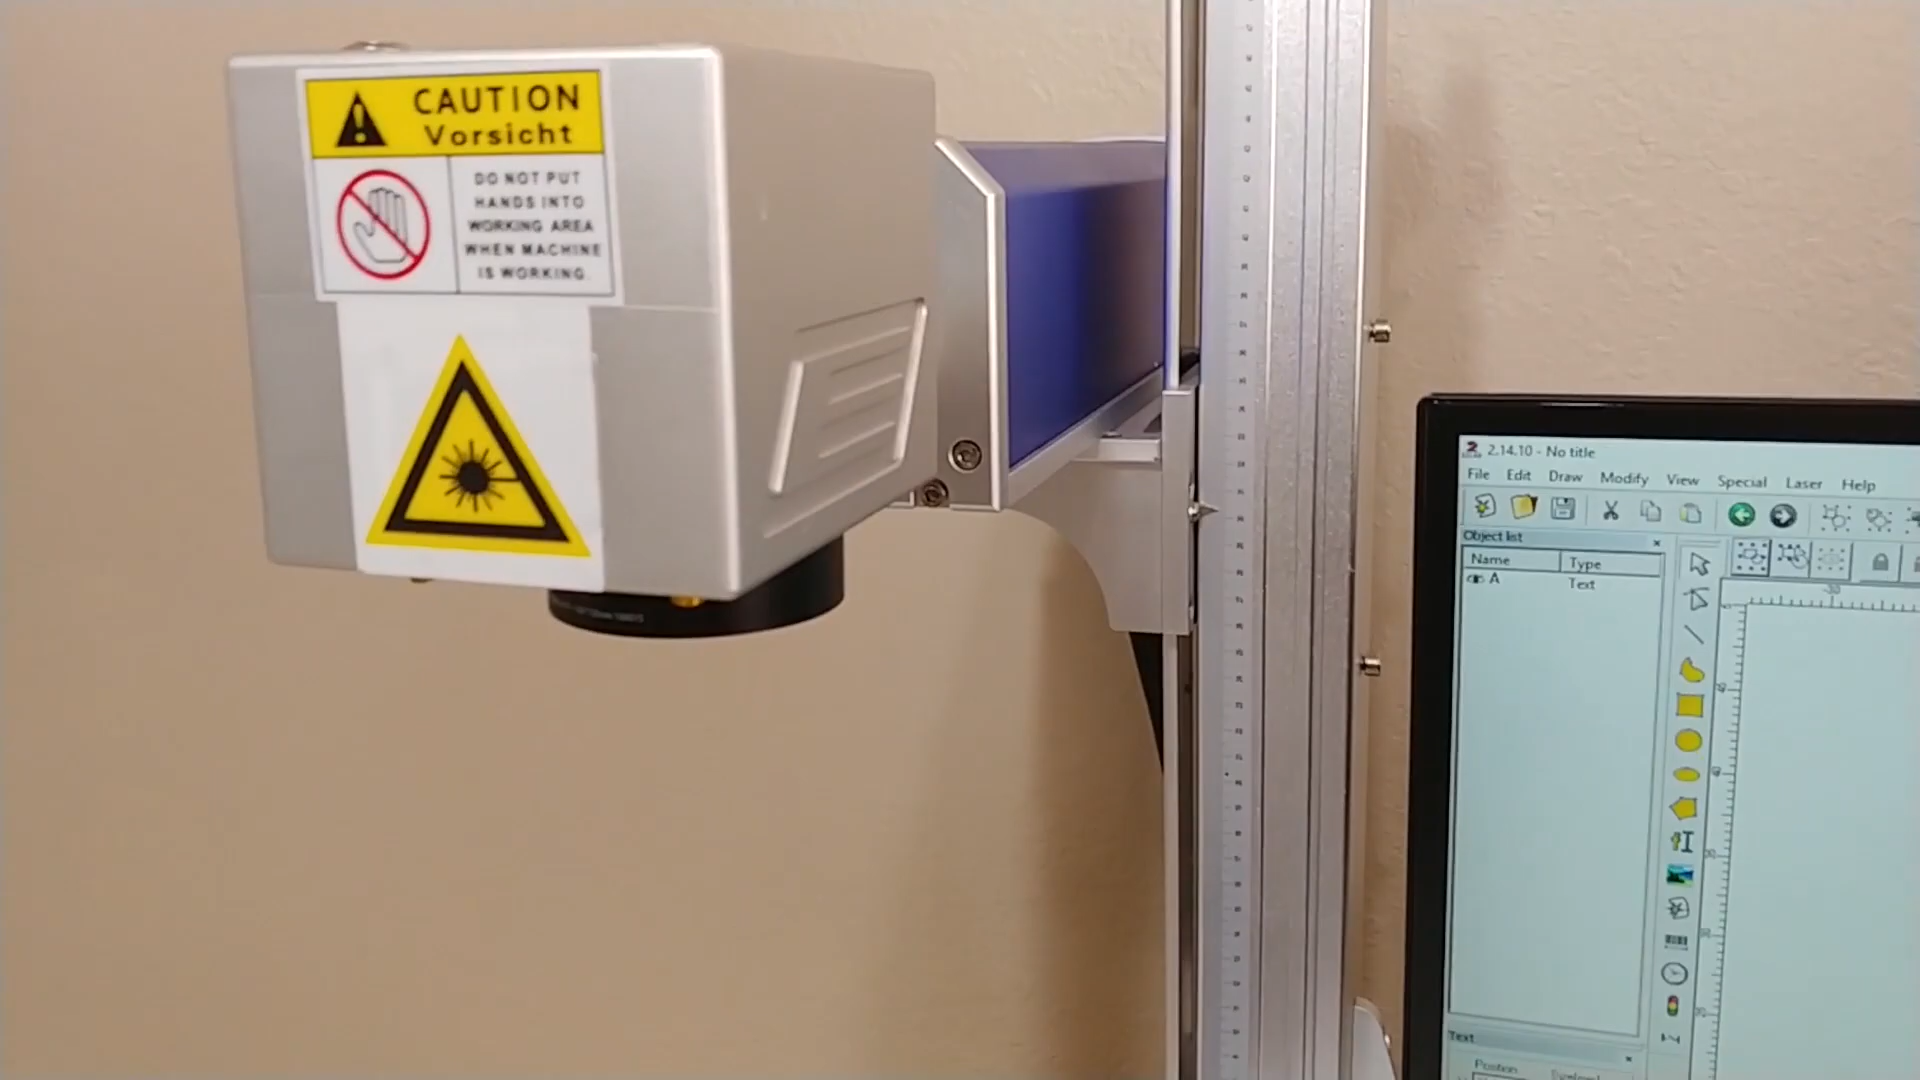 CAUTION
Vorsicht
DO NOT PUT
HANDS INTO
WORKING AREA
WHEN MACHINE
IS WORKING.
2.14.10 - No title
File Edit Draw Modify View Special Laser Help
Object list
Name Type
A Text
Text
Position